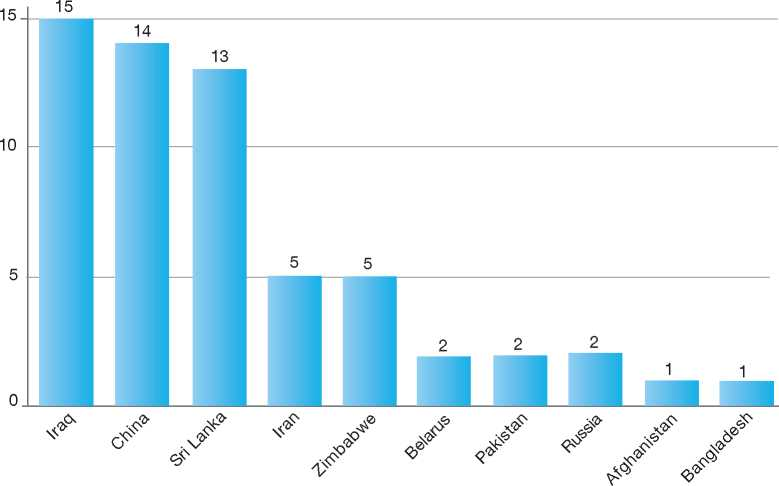 15
10
5
0
15
14
13
5
5
2
2
2
1
1
Iraq
China
Sri Lanka
Iran
Zimbabwe
Belarus
Pakistan
Russia
Afghanistan
Bangladesh